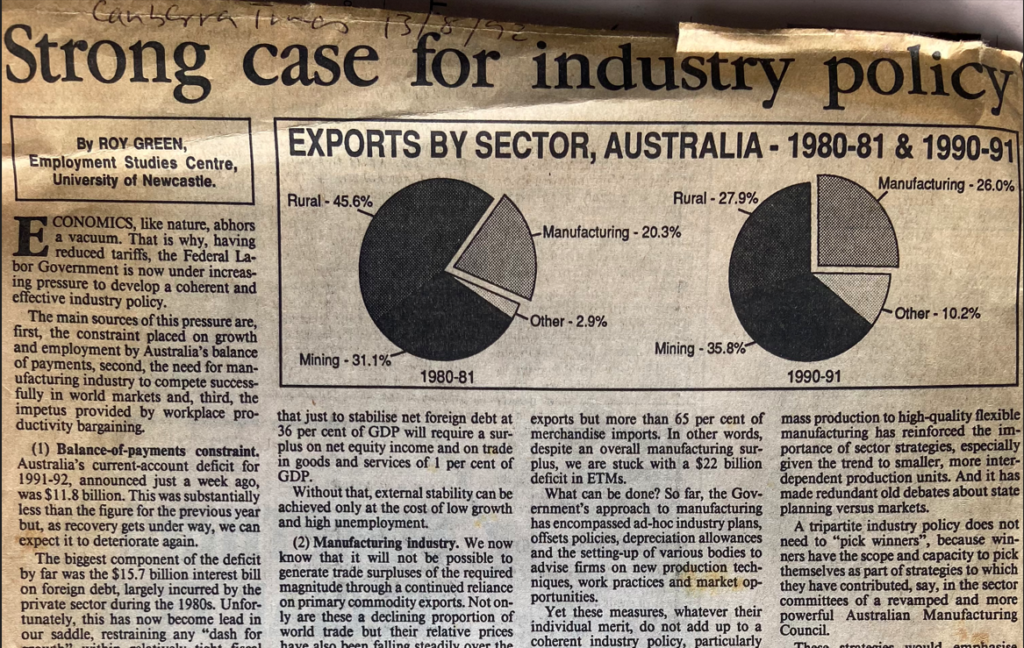 Canberra Times 13/8/92
Strong case for industry policy
By ROY GREEN,
Employment Studies Centre,
University of Newcastle.
EXPORTS BY SECTOR, AUSTRALIA - 1980-81 & 1990-91
Rural - 45.6%
Manufacturing - 20.3%
Other - 2.9%
Mining - 31.1%
1980-81
Rural - 27.9%
Manufacturing - 26.0%
Other - 10.2%
Mining - 35.8%
1990-91
ECONOMICS, like nature, abhors
a vacuum. That is why, having
reduced tariffs, the Federal La-
bor Government is now under increas-
ing pressure to develop a coherent and
effective industry policy.
The main sources of this pressure are,
first, the constraint placed on growth
and employment by Australia's balance
of payments, second, the need for man-
ufacturing industry to compete success-
fully in world markets and, third, the
impetus provided by workplace pro-
ductivity bargaining.
(1) Balance-of-payments constraint.
Australia's current-account deficit for
1991-92, announced just a week ago,
was $11.8 billion. This was substantially
less than the figure for the previous year
but, as recovery gets under way, we can
expect it to deteriorate again.
The biggest component of the deficit
by far was the $15.7 billion interest bill
on foreign debt, largely incurred by the
private sector during the 1980s. Unfor-
tunately, this has now become lead in
our saddle, restraining any "dash for
growth" within relatively tight fiscal
that just to stabilise net foreign debt at
36 per cent of GDP will require a sur-
plus on net equity income and on trade
in goods and services of 1 per cent of
GDP.
Without that, external stability can be
achieved only at the cost of low growth
and high unemployment.
(2) Manufacturing industry. We now
know that it will not be possible to
generate trade surpluses of the required
magnitude through a continued reliance
on primary commodity exports. Not on-
ly are these a declining proportion of
world trade but their relative prices
have also been falling steadily over the
exports but more than 65 per cent of
merchandise imports. In other words,
despite an overall manufacturing sur-
plus, we are stuck with a $22 billion
deficit in ETMs.
What can be done? So far, the Gov-
ernment's approach to manufacturing
has encompassed ad-hoc industry plans,
offsets policies, depreciation allowances
and the setting-up of various bodies to
advise firms on new production tech-
niques, work practices and market op-
portunities.
Yet these measures, whatever their
individual merit, do not add up to a
coherent industry policy, particularly
mass production to high-quality flexible
manufacturing has reinforced the im-
portance of sector strategies, especially
given the trend to smaller, more inter-
dependent production units. And it has
made redundant old debates about state
planning versus markets.
A tripartite industry policy does not
need to "pick winners", because win-
ners have the scope and capacity to pick
themselves as part of strategies to which
they have contributed, say, in the sector
committees of a revamped and more
powerful Australian Manufacturing
Council.
These strategies would emphasise